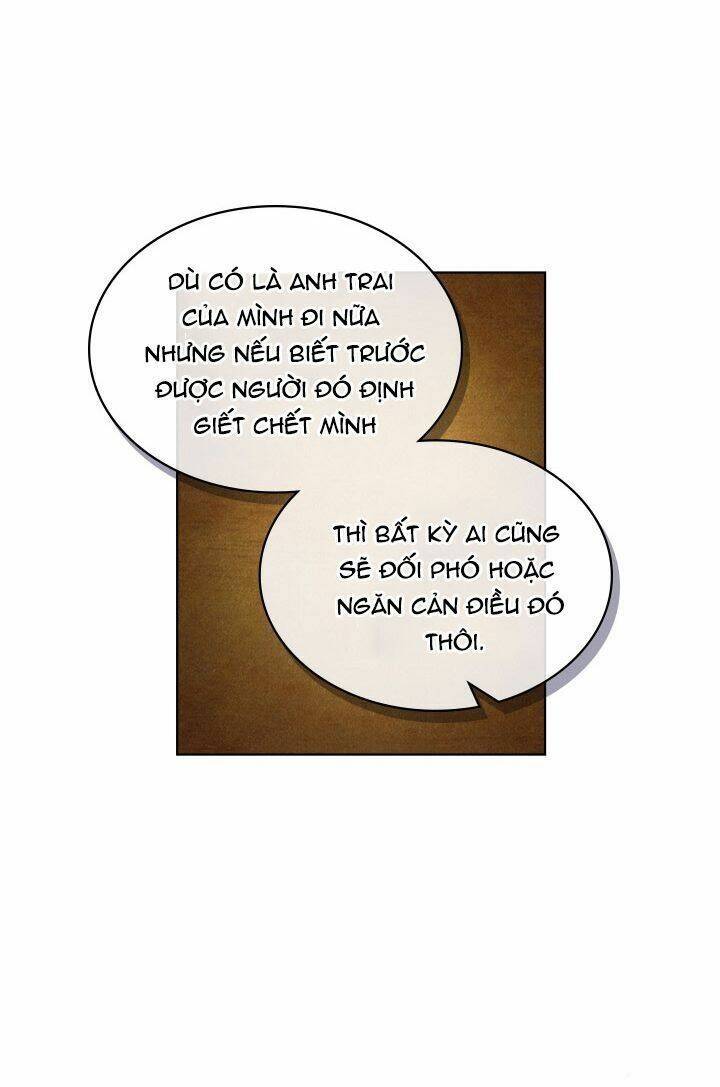 DÙ CÓ LÀ ANH TRAI
CỦA MÌNH ĐI NỮA
NHƯNG NẾU BIẾT TRƯỚC
ĐƯỢC NGƯỜI ĐÓ ĐỊNH
GIẾT CHẾT MÌNH
THÌ BẤT KỲ AI CŨNG
SẼ ĐỐI PHÓ HOẶC
NGĂN CẢN ĐIỀU ĐÓ
THÔI.